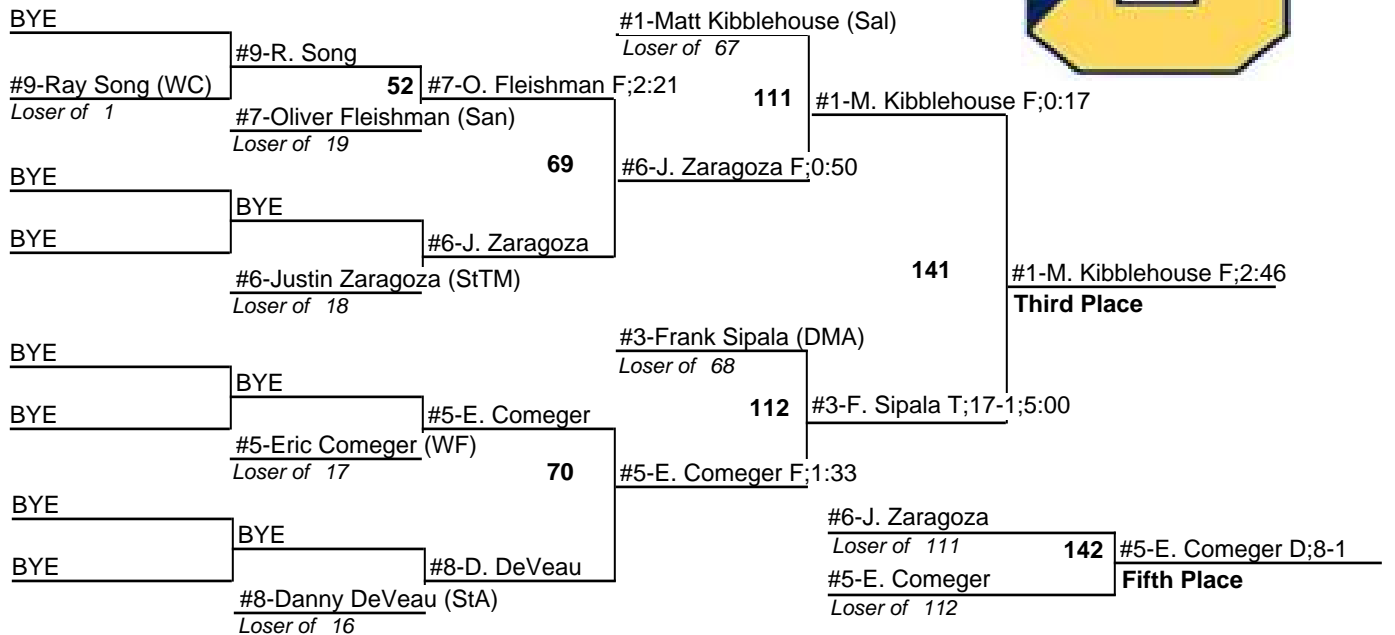 BYE
#1-Matt Kibblehouse (Sal)
Loser of 67
#9-R. Song
#9-Ray Song (WC)
Loser of 1
52
#7-O. Fleishman F;2:21
111
#1-M. Kibblehouse F;0:17
#7-Oliver Fleishman (San)
Loser of 19
69
#6-J. Zaragoza F;0:50
BYE
BYE
BYE
#6-J. Zaragoza
#6-Justin Zaragoza (StTM)
Loser of 18
141
#1-M. Kibblehouse F;2:46
Third Place
#3-Frank Sipala (DMA)
Loser of 68
BYE
BYE
BYE
#5-E. Comeger
112
#3-F. Sipala T;17-1;5:00
#5-Eric Comeger (WF)
Loser of 17
70
#5-E. Comeger F;1:33
BYE
BYE
BYE
#8-D. DeVeau
#8-Danny DeVeau (StA)
Loser of 16
#6-J. Zaragoza
Loser of 111
142
#5-E. Comeger D;8-1
Fifth Place
#5-E. Comeger
Loser of 112